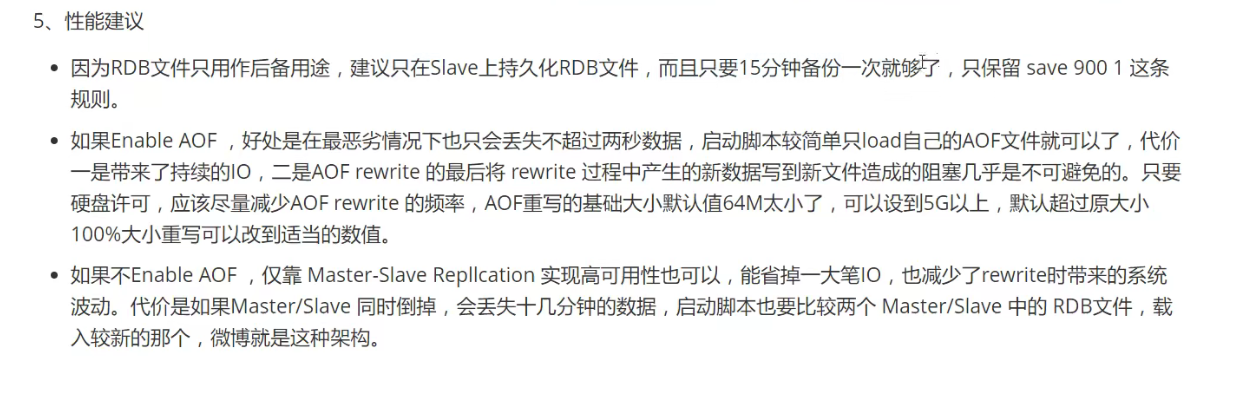 5、性能建议
因为RDB文件只用作后备用途，建议只在Slave上持久化RDB文件，而且只要15分钟备份一次就够了，只保留 save 900 1 这条
规则。
如果Enable AOF ，好处是在最恶劣情况下也只会丢失不超过两秒数据，启动脚本较简单只load自己的AOF文件就可以了，代价
一是带来了持续的IO，二是AOF rewrite 的最后将 rewrite 过程中产生的新数据写到新文件造成的阻塞几乎是不可避免的。只要
硬盘许可，应该尽量减少AOF rewrite 的频率，AOF重写的基础大小默认值64M太小了，可以设到5G以上，默认超过原大小
100%大小重写可以改到适当的数值。
如果不Enable AOF ，仅靠 Master-Slave Repllcation 实现高可用性也可以，能省掉一大笔IO，也减少了rewrite时带来的系统
波动。代价是如果Master/Slave 同时倒掉，会丢失十几分钟的数据，启动脚本也要比较两个 Master/Slave 中的 RDB文件，载
入较新的那个，微博就是这种架构。